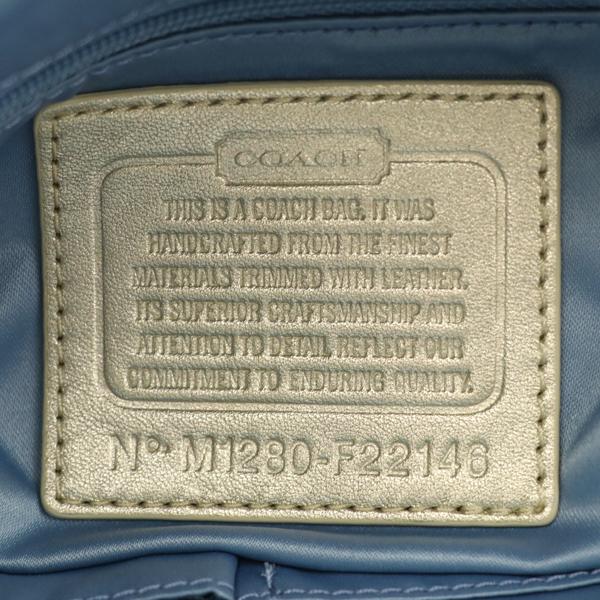 COACH
THIS IS A COACH BAG. IT WAS
HANDCRAFTED FROM THE FINEST
MATERIALS TRIMMED WITH LEATHER.
ITS SUPERIOR CRAFTSMANSHIP AND
ATTENTION TO DETAIL REFLECT OUR
COMMITMENT TO ENDURING QUALITY.
Nº. M1280-F22146